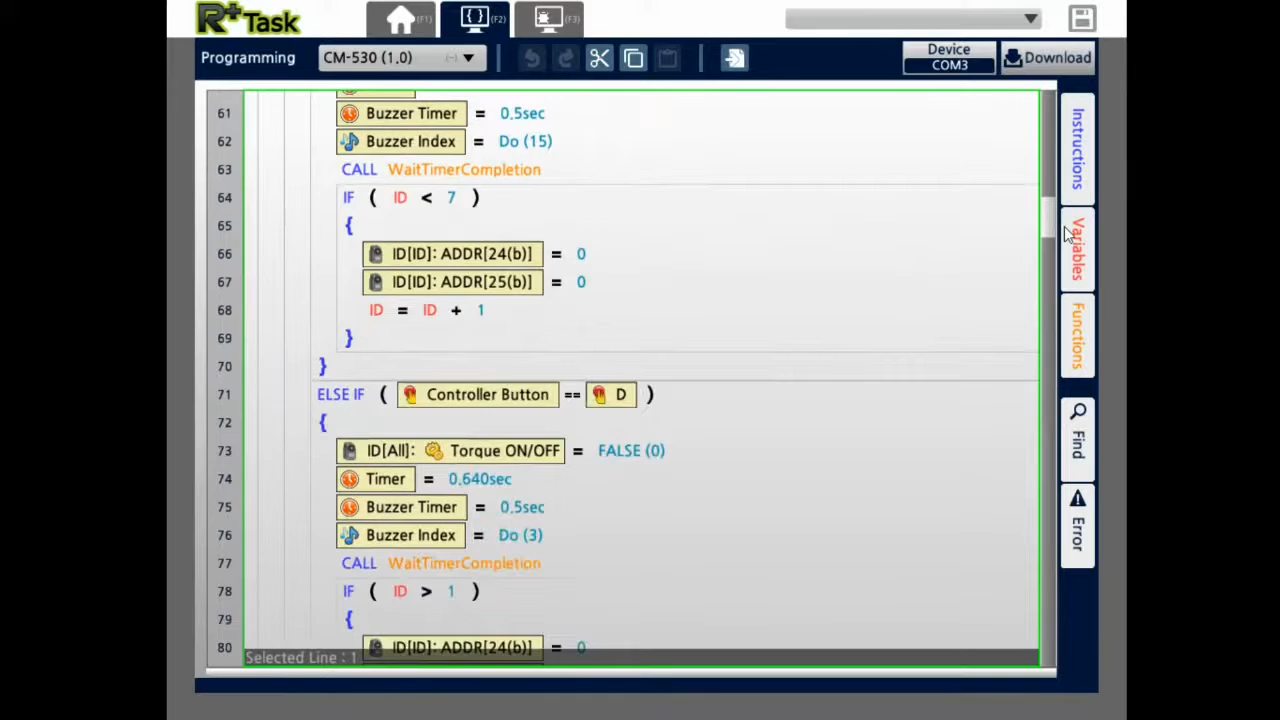 R+Task (F1) {} (F2) (F3)
Programming CM-530 (1.0) Device COM3 Download
61 Buzzer Timer = 0.5sec
62 Buzzer Index = Do (15)
63 CALL WaitTimerCompletion
64 IF ( ID < 7 )
65 {
66 ID[ID]: ADDR[24(b)] = 0
67 ID[ID]: ADDR[25(b)] = 0
68 ID = ID + 1
69 }
70 }
71 ELSE IF ( Controller Button == D )
72 {
73 ID[All]: Torque ON/OFF = FALSE (0)
74 Timer = 0.640sec
75 Buzzer Timer = 0.5sec
76 Buzzer Index = Do (3)
77 CALL WaitTimerCompletion
78 IF ( ID > 1 )
79 {
80 ID[ID]: ADDR[24(b)] = 0
Selected Line : 1
Instructions
Variables
Functions
Find
Error